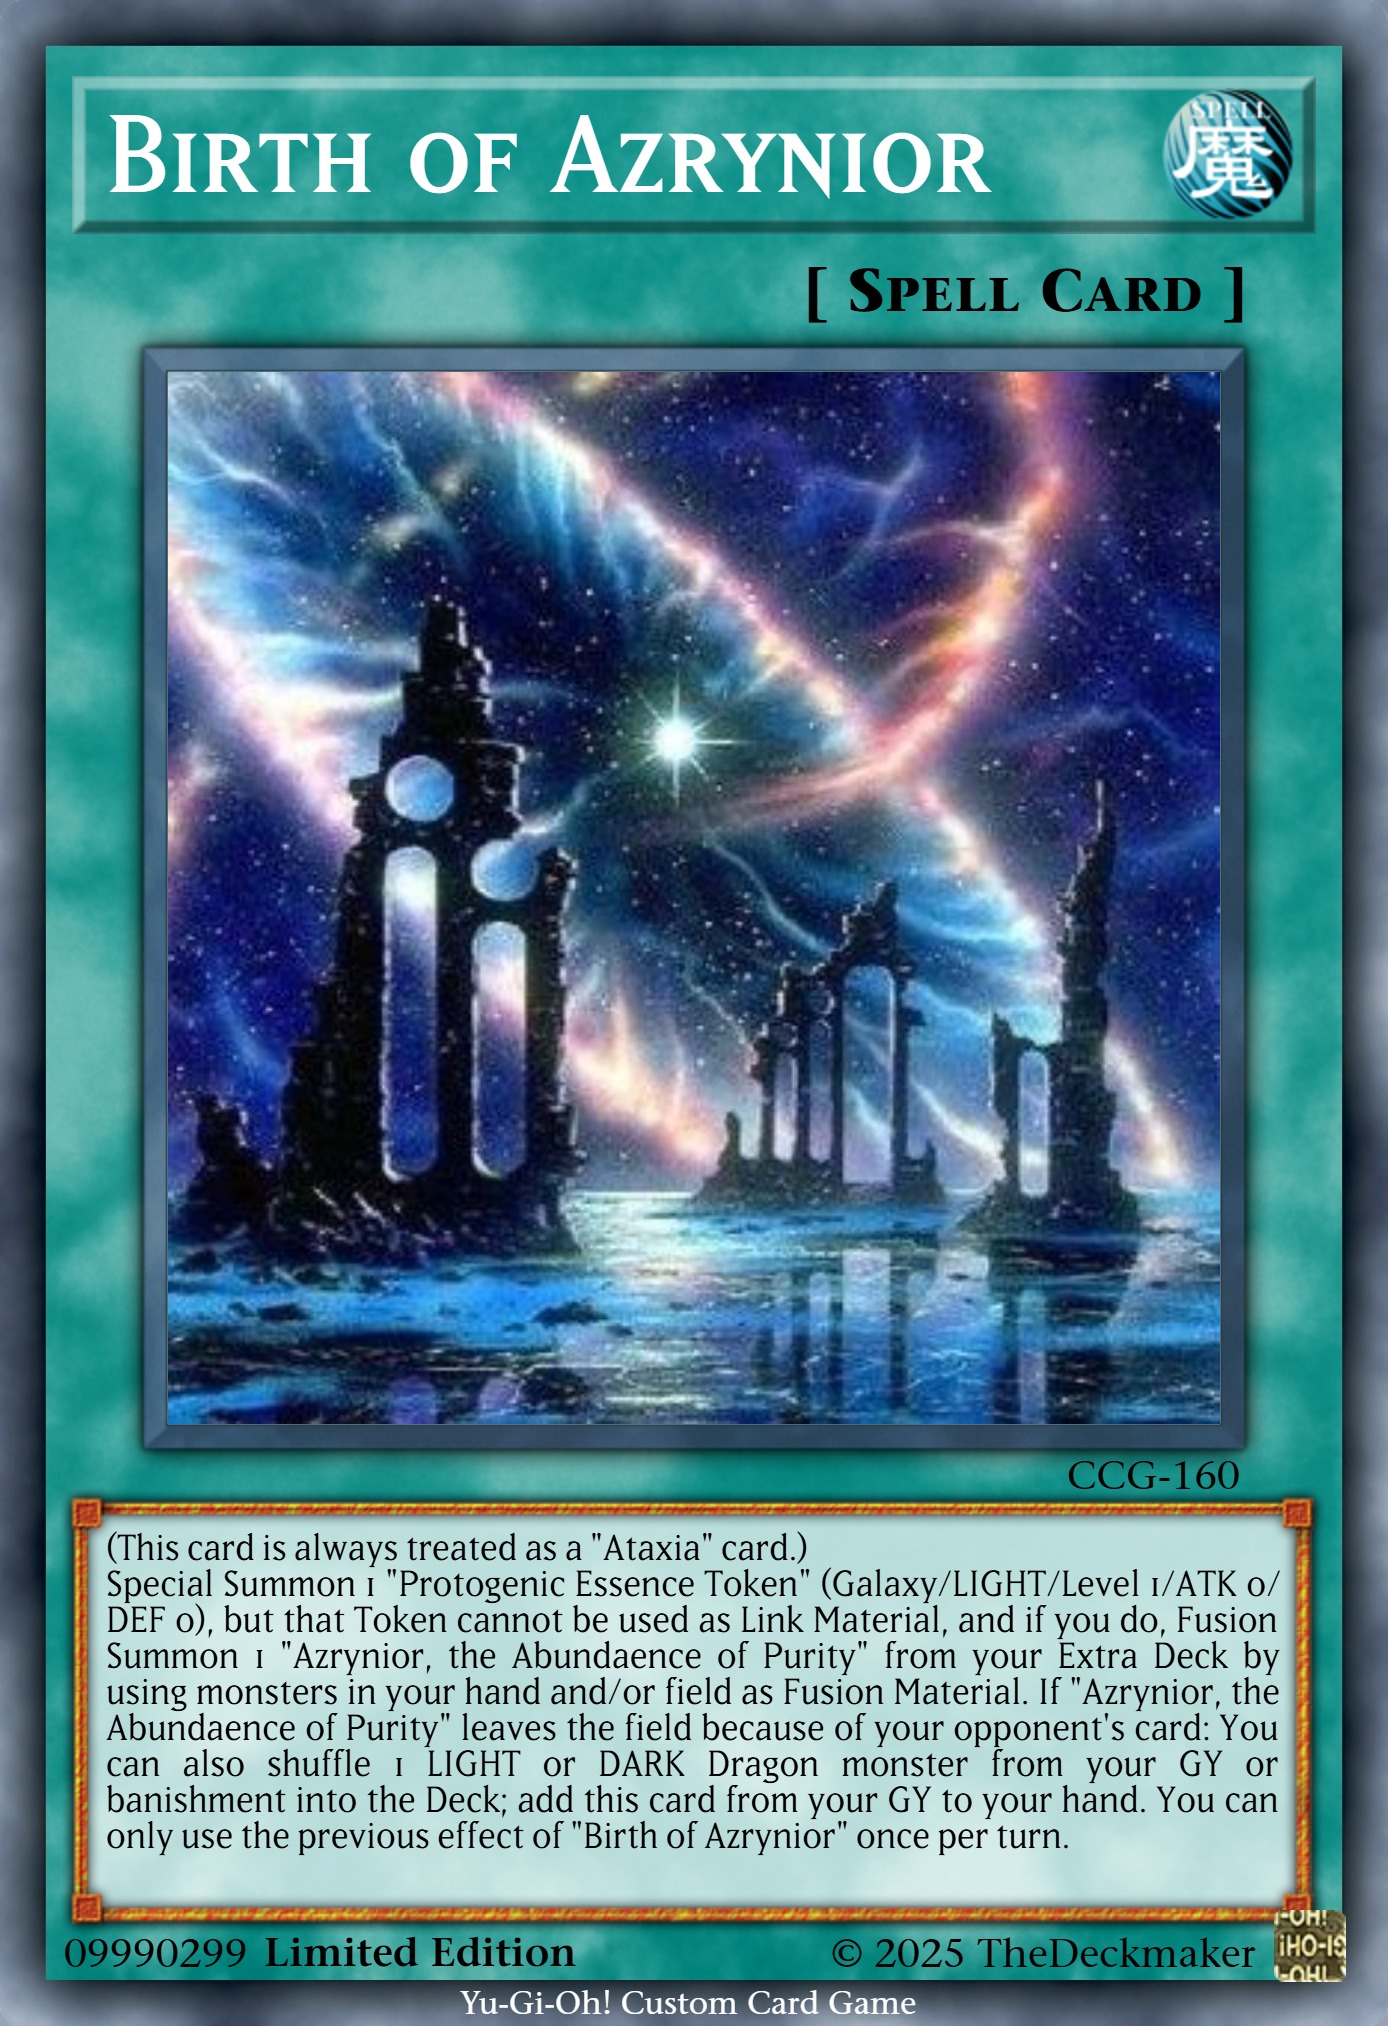 Birth of Azrynior
SPELL
魔
[ Spell Card ]
CCG-160
(This card is always treated as a "Ataxia" card.)
Special Summon 1 "Protogenic Essence Token" (Galaxy/LIGHT/Level 1/ATK 0/
DEF 0), but that Token cannot be used as Link Material, and if you do, Fusion
Summon 1 "Azrynior, the Abundaence of Purity" from your Extra Deck by
using monsters in your hand and/or field as Fusion Material. If "Azrynior, the
Abundaence of Purity" leaves the field because of your opponent's card: You
can also shuffle 1 LIGHT or DARK Dragon monster from your GY or
banishment into the Deck; add this card from your GY to your hand. You can
only use the previous effect of "Birth of Azrynior" once per turn.
09990299 Limited Edition
© 2025 TheDeckmaker
Yu-Gi-Oh! Custom Card Game